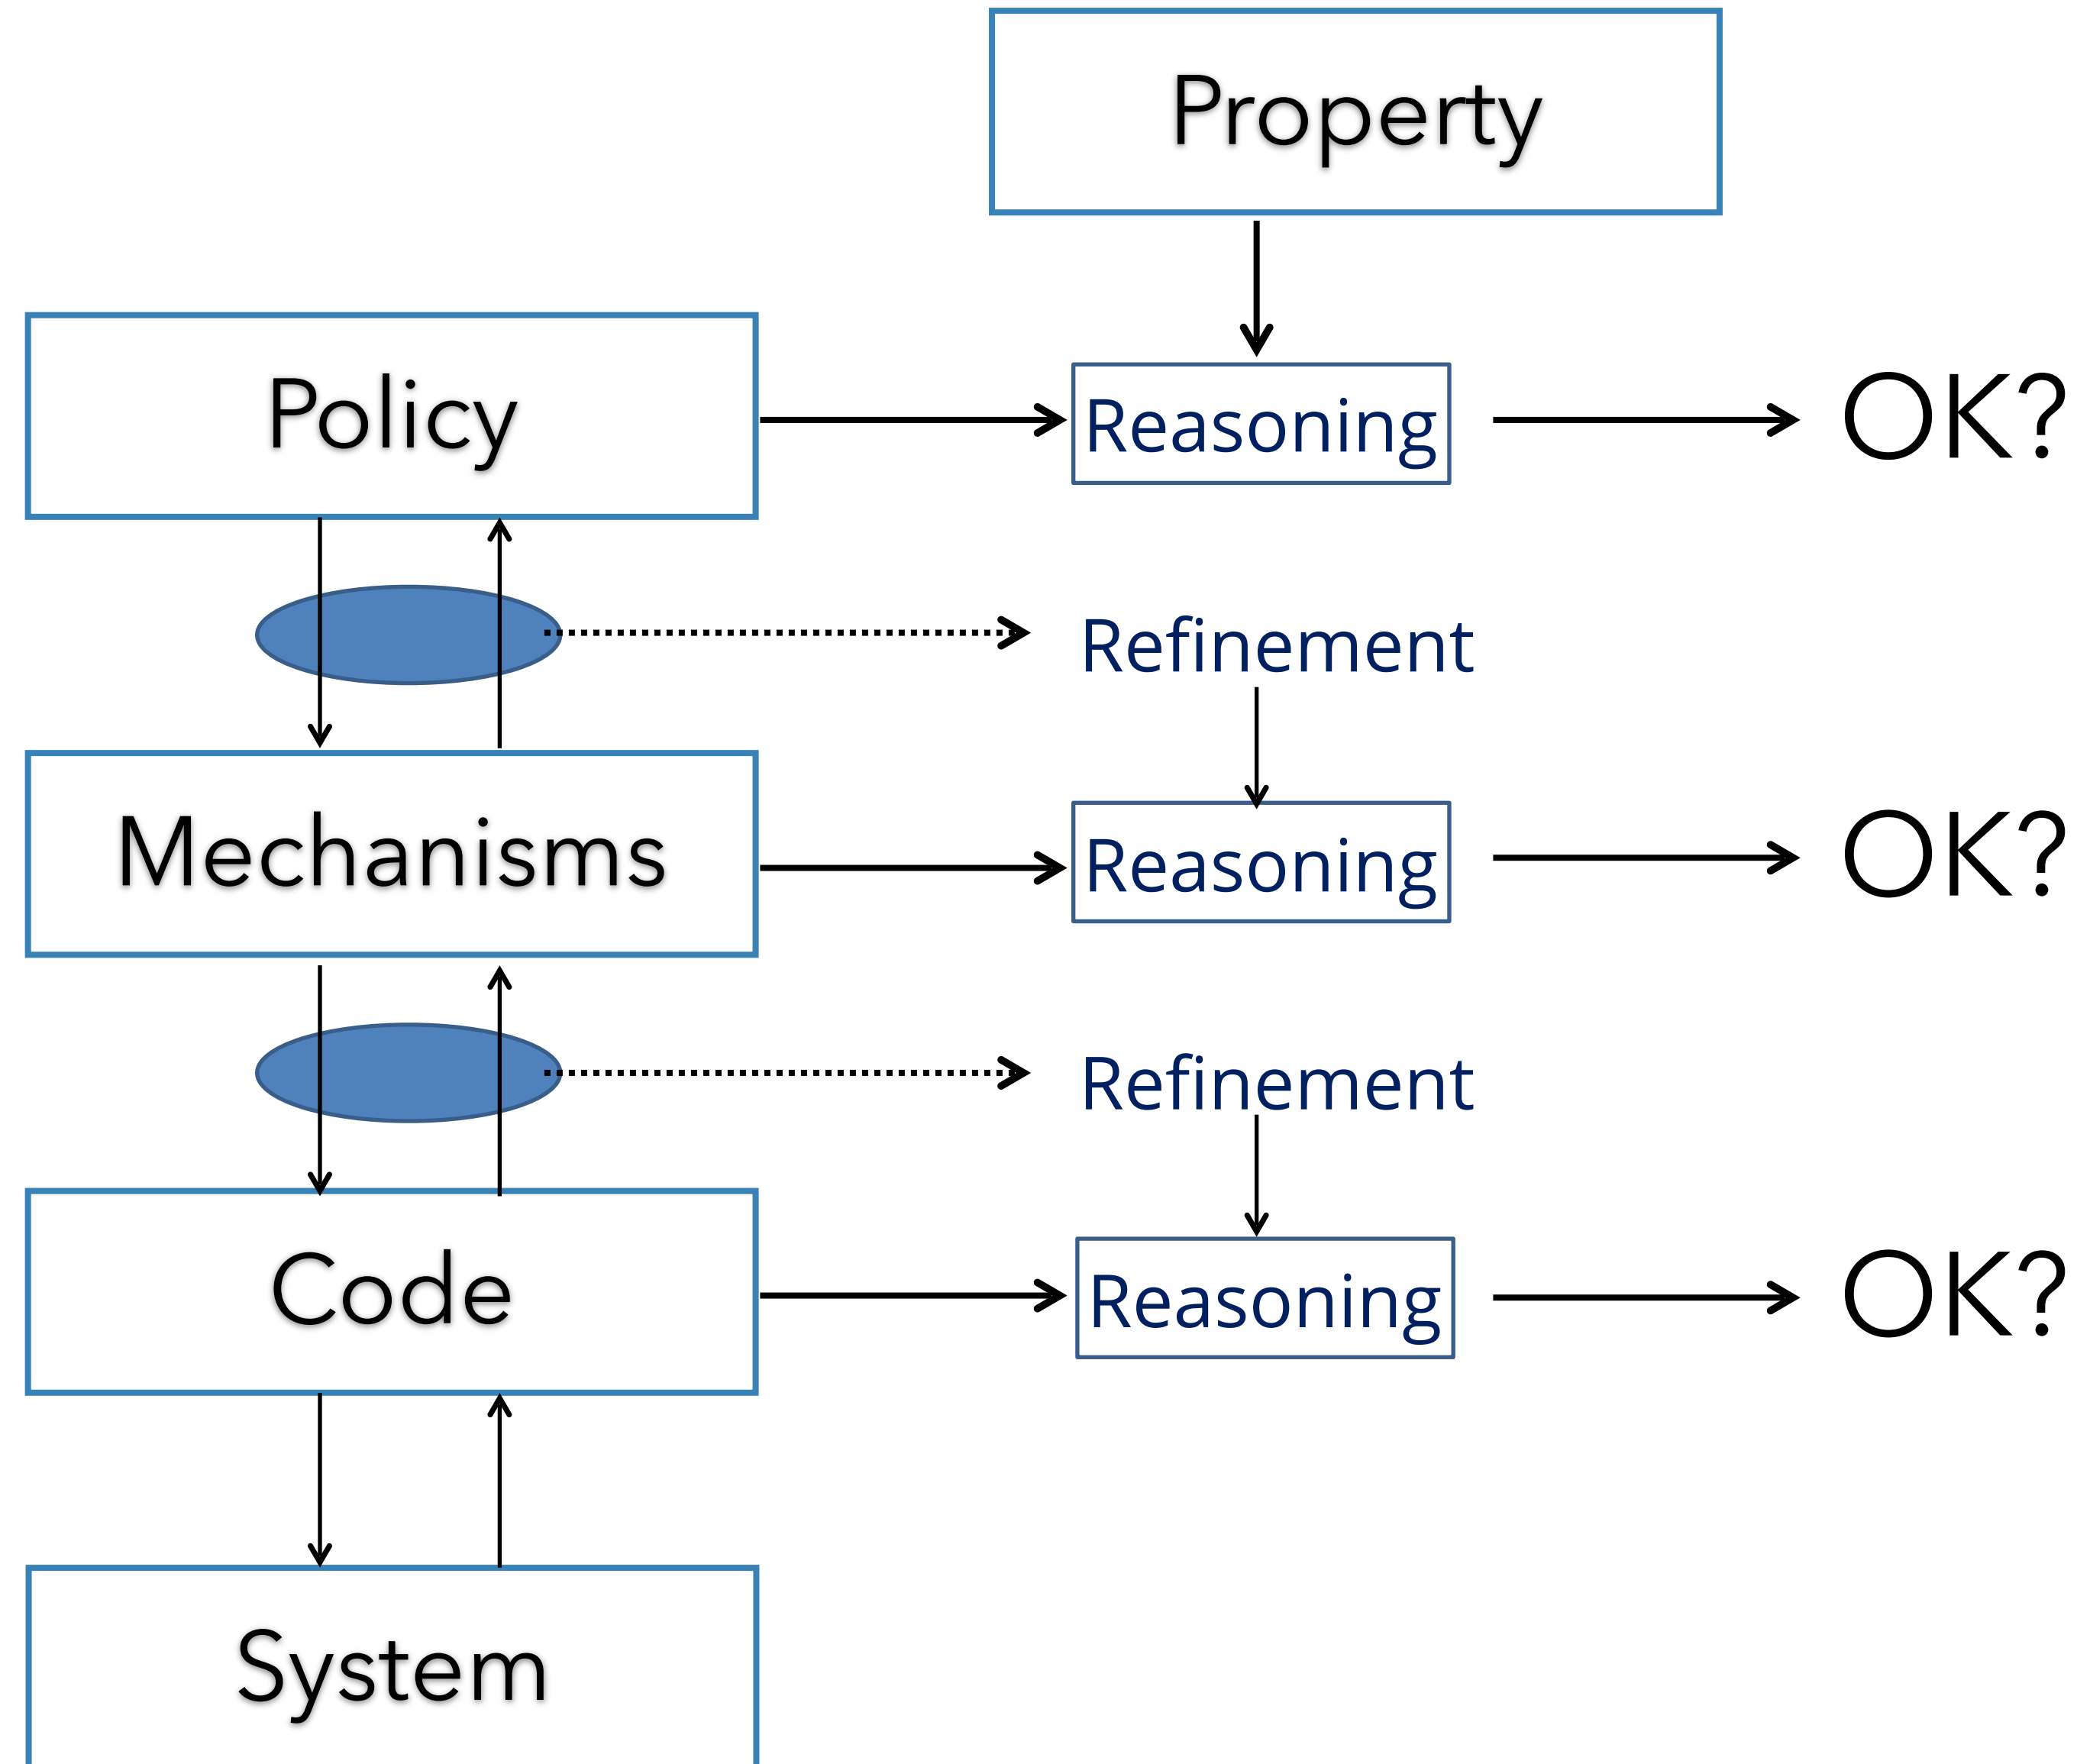 Property
Policy
Reasoning
OK?
Refinement
Mechanisms
Reasoning
OK?
Refinement
Code
Reasoning
OK?
System